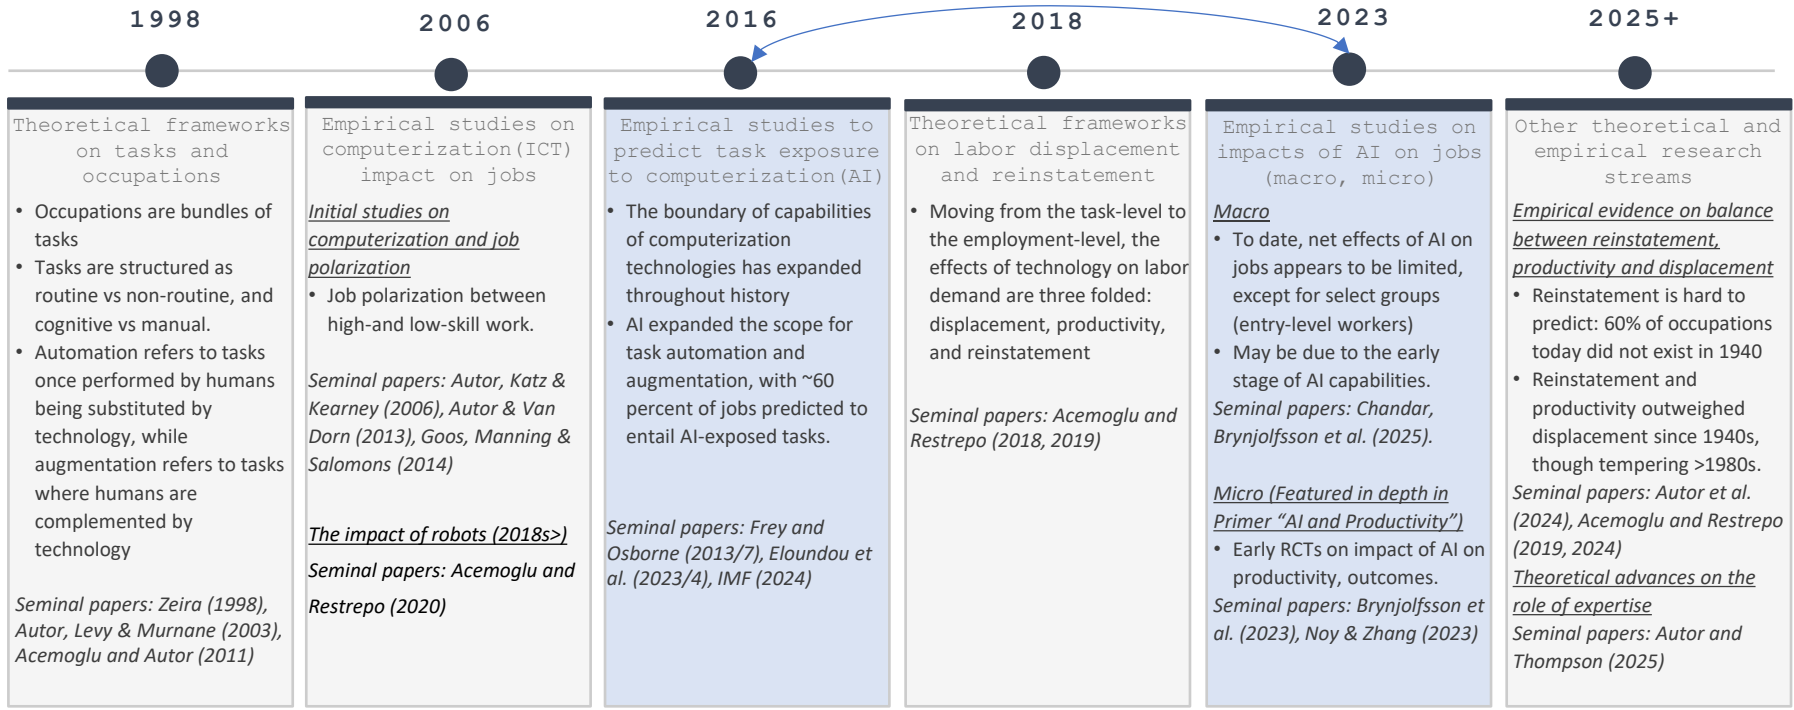 1998
2006
2016
2018
2023
2025+
Theoretical frameworks
on tasks and
occupations
• Occupations are bundles of
tasks
• Tasks are structured as
routine vs non-routine, and
cognitive vs manual.
• Automation refers to tasks
once performed by humans
being substituted by
technology, while
augmentation refers to tasks
where humans are
complemented by
technology
Seminal papers: Zeira (1998),
Autor, Levy & Murnane (2003),
Acemoglu and Autor (2011)
Empirical studies on
computerization(ICT)
impact on jobs
Initial studies on
computerization and job
polarization
• Job polarization between
high-and low-skill work.
Seminal papers: Autor, Katz &
Kearney (2006), Autor & Van
Dorn (2013), Goos, Manning &
Salomons (2014)
The impact of robots (2018s>)
Seminal papers: Acemoglu and
Restrepo (2020)
Empirical studies to
predict task exposure
to computerization(AI)
• The boundary of capabilities
of computerization
technologies has expanded
throughout history
• AI expanded the scope for
task automation and
augmentation, with ~60
percent of jobs predicted to
entail AI-exposed tasks.
Seminal papers: Frey and
Osborne (2013/7), Eloundou et
al. (2023/4), IMF (2024)
Theoretical frameworks
on labor displacement
and reinstatement
• Moving from the task-level to
the employment-level, the
effects of technology on labor
demand are three folded:
displacement, productivity,
and reinstatement
Seminal papers: Acemoglu and
Restrepo (2018, 2019)
Empirical studies on
impacts of AI on jobs
(macro, micro)
Macro
• To date, net effects of AI on
jobs appears to be limited,
except for select groups
(entry-level workers)
• May be due to the early
stage of AI capabilities.
Seminal papers: Chandar,
Brynjolfsson et al. (2025).
Micro (Featured in depth in
Primer “AI and Productivity”)
• Early RCTs on impact of AI on
productivity, outcomes.
Seminal papers: Brynjolfsson et
al. (2023), Noy & Zhang (2023)
Other theoretical and
empirical research
streams
Empirical evidence on balance
between reinstatement,
productivity and displacement
• Reinstatement is hard to
predict: 60% of occupations
today did not exist in 1940
• Reinstatement and
productivity outweighed
displacement since 1940s,
though tempering >1980s.
Seminal papers: Autor et al.
(2024), Acemoglu and Restrepo
(2019, 2024)
Theoretical advances on the
role of expertise
Seminal papers: Autor and
Thompson (2025)